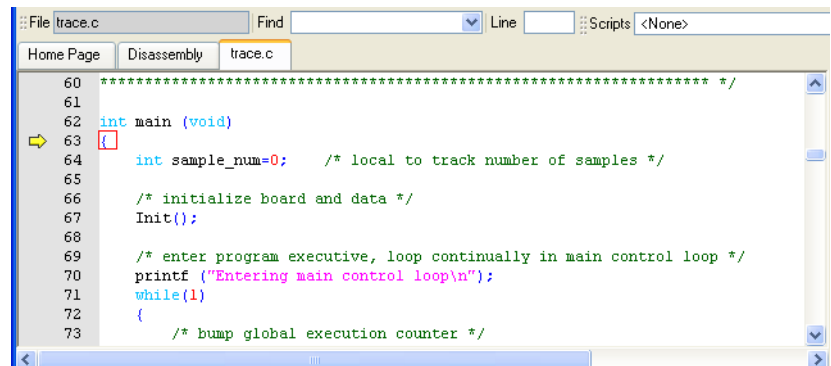 File trace.c Find Line Scripts <None>
Home Page Disassembly trace.c
60 ******************************************************************** */
61
62 int main (void)
63 {
64 int sample_num=0; /* local to track number of samples */
65
66 /* initialize board and data */
67 Init();
68
69 /* enter program executive, loop continually in main control loop */
70 printf ("Entering main control loop\n");
71 while(1)
72 {
73 /* bump global execution counter */